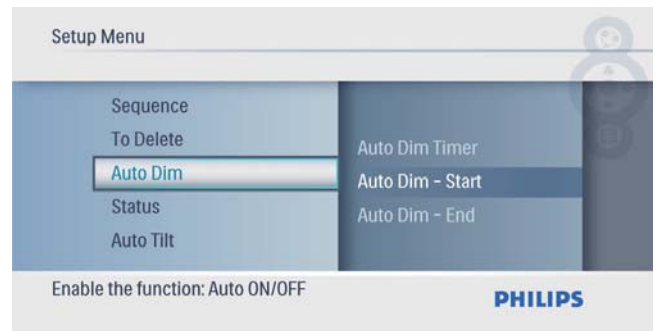 Setup Menu
Sequence
To Delete
Auto Dim
Status
Auto Tilt
Auto Dim Timer
Auto Dim - Start
Auto Dim - End
Enable the function: Auto ON/OFF
PHILIPS